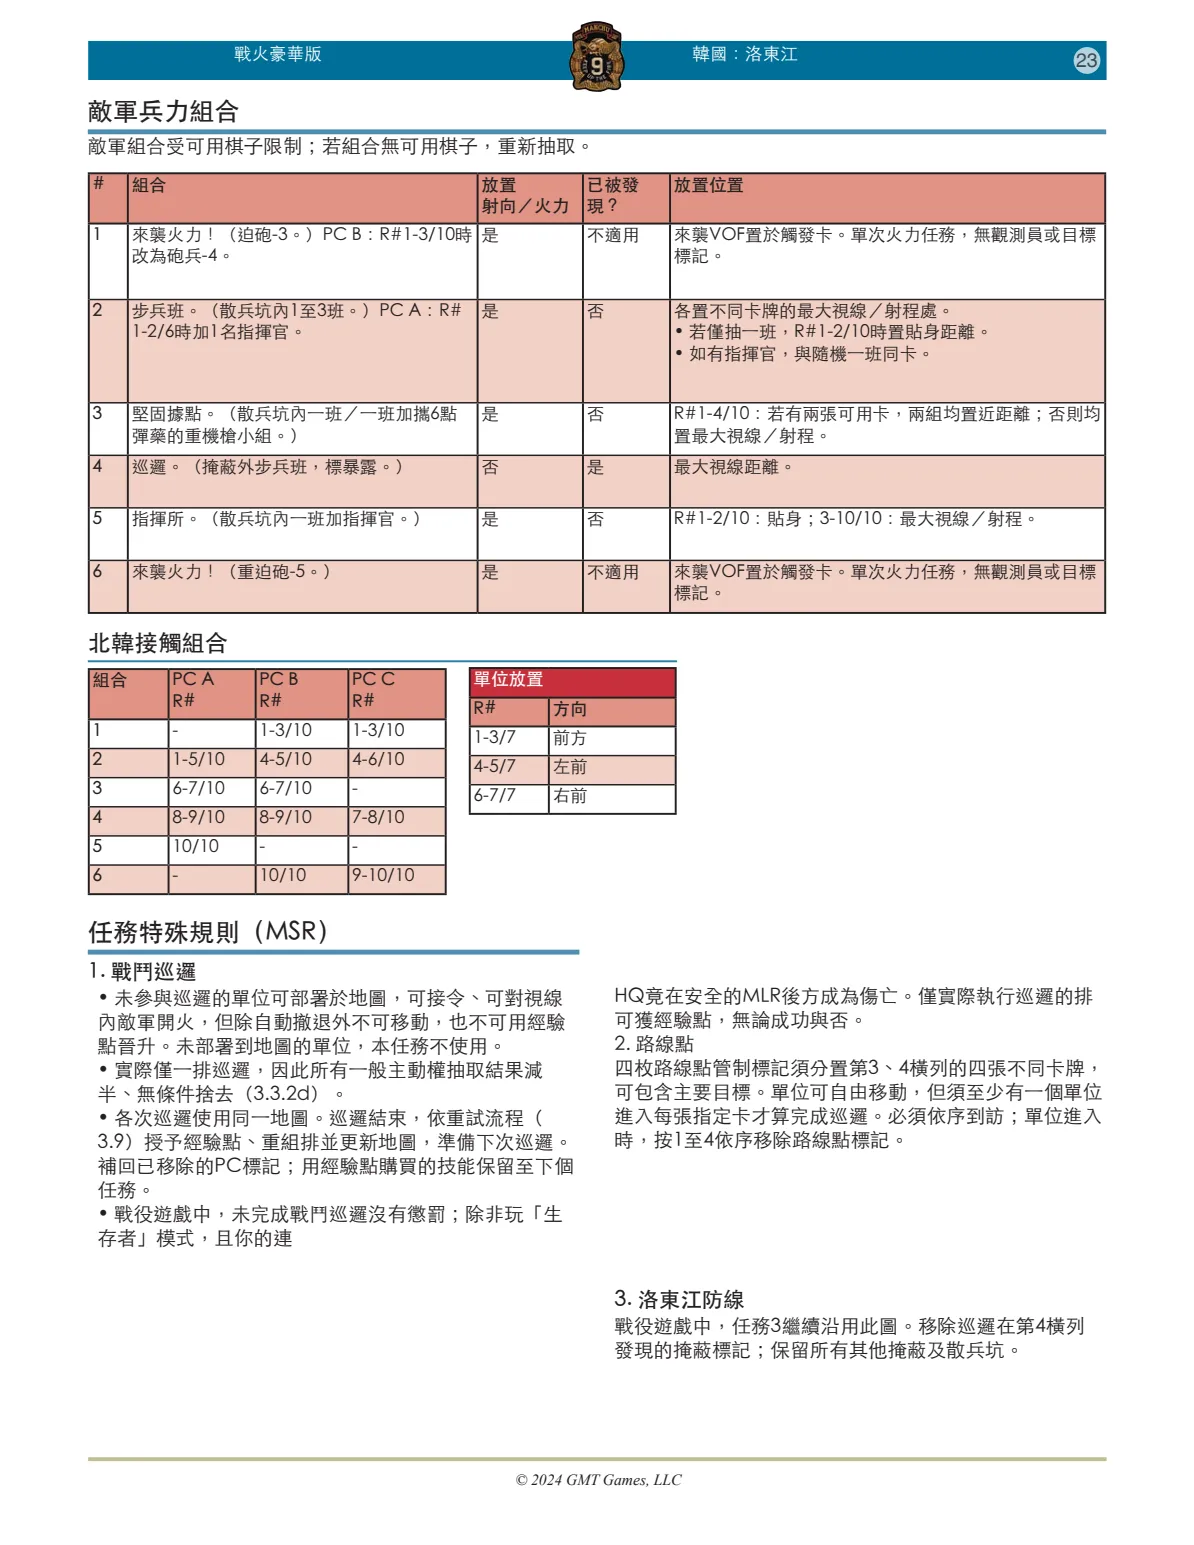 戰火豪華版
MANCHU
9
韓國：洛東江
23
敵軍兵力組合
敵軍組合受可用棋子限制；若組合無可用棋子，重新抽取。
#
組合
放置
射向／火力
已被發
現？
放置位置
1
來襲火力！（迫砲-3。）PC B：R#1-3/10時
改為砲兵-4。
是
不適用
來襲VOF置於觸發卡。單次火力任務，無觀測員或目標
標記。
2
步兵班。（散兵坑內1至3班。）PC A：R#
1-2/6時加1名指揮官。
是
否
各置不同卡牌的最大視線／射程處。
• 若僅抽一班，R#1-2/10時置貼身距離。
• 如有指揮官，與隨機一班同卡。
3
堅固據點。（散兵坑內一班／一班加攜6點
彈藥的重機槍小組。）
是
否
R#1-4/10：若有兩張可用卡，兩組均置近距離；否則均
置最大視線／射程。
4
巡邏。（掩蔽外步兵班，標暴露。）
否
是
最大視線距離。
5
指揮所。（散兵坑內一班加指揮官。）
是
否
R#1-2/10：貼身；3-10/10：最大視線／射程。
6
來襲火力！（重迫砲-5。）
是
不適用
來襲VOF置於觸發卡。單次火力任務，無觀測員或目標
標記。
北韓接觸組合
組合
PC A
R#
PC B
R#
PC C
R#
1
-
1-3/10
1-3/10
2
1-5/10
4-5/10
4-6/10
3
6-7/10
6-7/10
-
4
8-9/10
8-9/10
7-8/10
5
10/10
-
-
6
-
10/10
9-10/10
單位放置
R#
方向
1-3/7
前方
4-5/7
左前
6-7/7
右前
任務特殊規則（MSR）
1. 戰鬥巡邏
• 未參與巡邏的單位可部署於地圖，可接令、可對視線
內敵軍開火，但除自動撤退外不可移動，也不可用經驗
點晉升。未部署到地圖的單位，本任務不使用。
• 實際僅一排巡邏，因此所有一般主動權抽取結果減
半、無條件捨去（3.3.2d）。
• 各次巡邏使用同一地圖。巡邏結束，依重試流程（
3.9）授予經驗點、重組排並更新地圖，準備下次巡邏。
補回已移除的PC標記；用經驗點購買的技能保留至下個
任務。
• 戰役遊戲中，未完成戰鬥巡邏沒有懲罰；除非玩「生
存者」模式，且你的連
HQ竟在安全的MLR後方成為傷亡。僅實際執行巡邏的排
可獲經驗點，無論成功與否。
2. 路線點
四枚路線點管制標記須分置第3、4橫列的四張不同卡牌，
可包含主要目標。單位可自由移動，但須至少有一個單位
進入每張指定卡才算完成巡邏。必須依序到訪；單位進入
時，按1至4依序移除路線點標記。
3. 洛東江防線
戰役遊戲中，任務3繼續沿用此圖。移除巡邏在第4橫列
發現的掩蔽標記；保留所有其他掩蔽及散兵坑。
© 2024 GMT Games, LLC